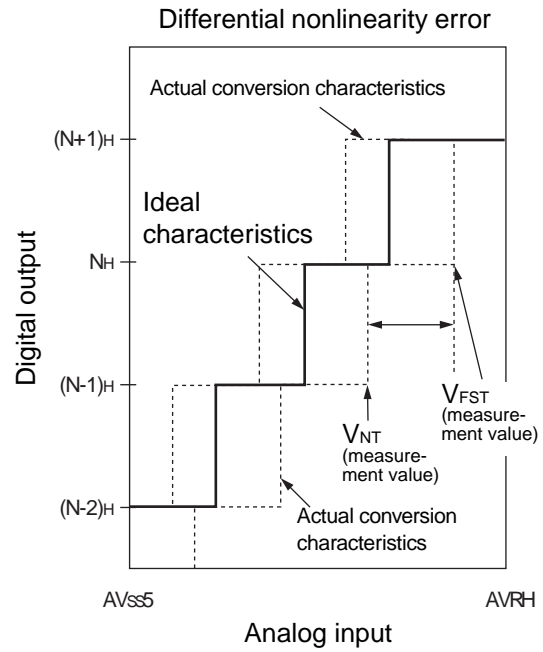 Differential nonlinearity error
Actual conversion characteristics
(N+1)H
Ideal
characteristics
NH
Digital output
(N-1)H
VFST
(measure-
ment value)
VNT
(measure-
ment value)
(N-2)H
Actual conversion
characteristics
AVss5
AVRH
Analog input